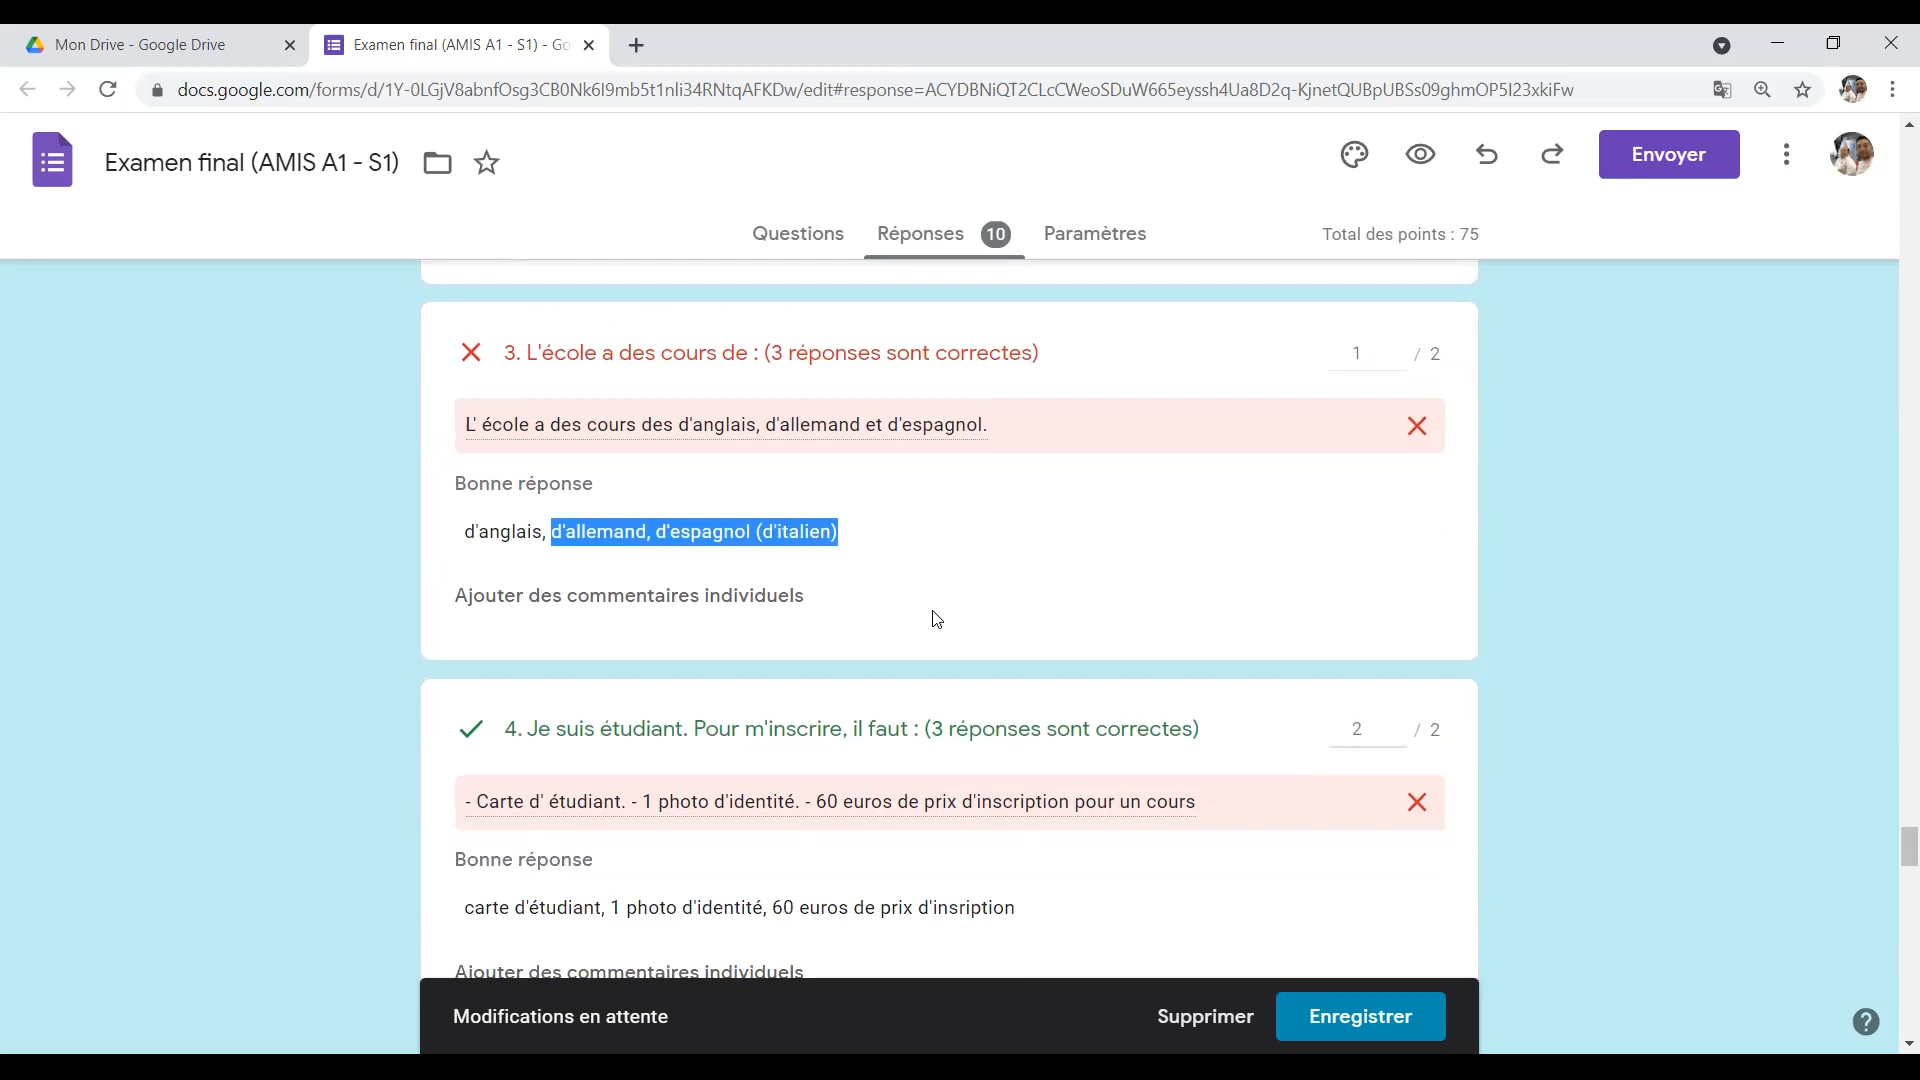 Mon Drive - Google Drive
Examen final (AMIS A1 - S1) - Go
docs.google.com/forms/d/1Y-0LGjV8abnfOsg3CB0Nk6I9mb5t1nli34RNtqAFKDw/edit#response=ACYDBNiQT2CLcCWeoSDuW665eyssh4Ua8D2q-KjnetQUBpUBSs09ghmOP5I23xkiFw
Examen final (AMIS A1 - S1)
Envoyer
Questions
Réponses 10
Paramètres
Total des points : 75
3. L'école a des cours de : (3 réponses sont correctes)
1 / 2
L' école a des cours des d'anglais, d'allemand et d'espagnol.
Bonne réponse
d'anglais, d'allemand, d'espagnol (d'italien)
Ajouter des commentaires individuels
4. Je suis étudiant. Pour m'inscrire, il faut : (3 réponses sont correctes)
2 / 2
- Carte d' étudiant. - 1 photo d'identité. - 60 euros de prix d'inscription pour un cours
Bonne réponse
carte d'étudiant, 1 photo d'identité, 60 euros de prix d'insription
Ajouter des commentaires individuels
Modifications en attente
Supprimer
Enregistrer